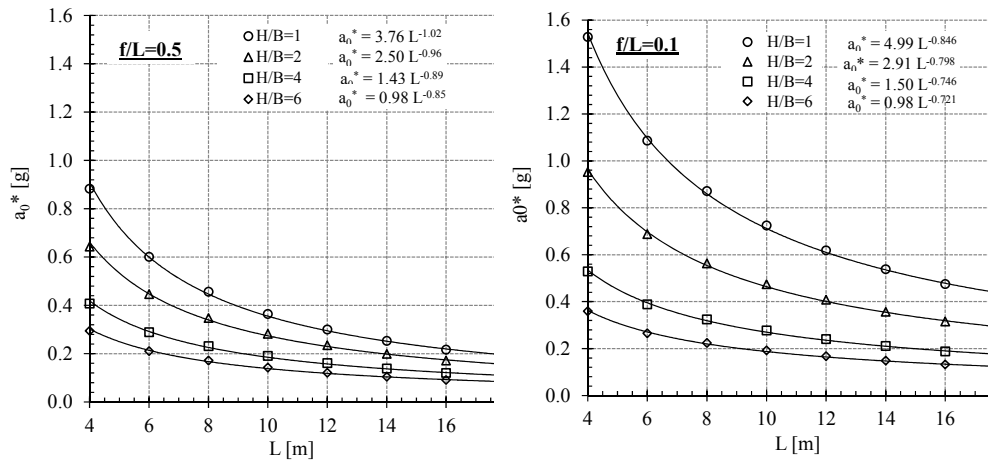 f/L=0.5
H/B=1 a₀* = 3.76 L^-1.02
H/B=2 a₀* = 2.50 L^-0.96
H/B=4 a₀* = 1.43 L^-0.89
H/B=6 a₀* = 0.98 L^-0.85
1.6
1.4
1.2
1.0
0.8
0.6
0.4
0.2
0.0
a₀* [g]
4 6 8 10 12 14 16
L [m]
f/L=0.1
H/B=1 a₀* = 4.99 L^-0.846
H/B=2 a₀* = 2.91 L^-0.798
H/B=4 a₀* = 1.50 L^-0.746
H/B=6 a₀* = 0.98 L^-0.721
1.6
1.4
1.2
1.0
0.8
0.6
0.4
0.2
0.0
a0* [g]
4 6 8 10 12 14 16
L [m]